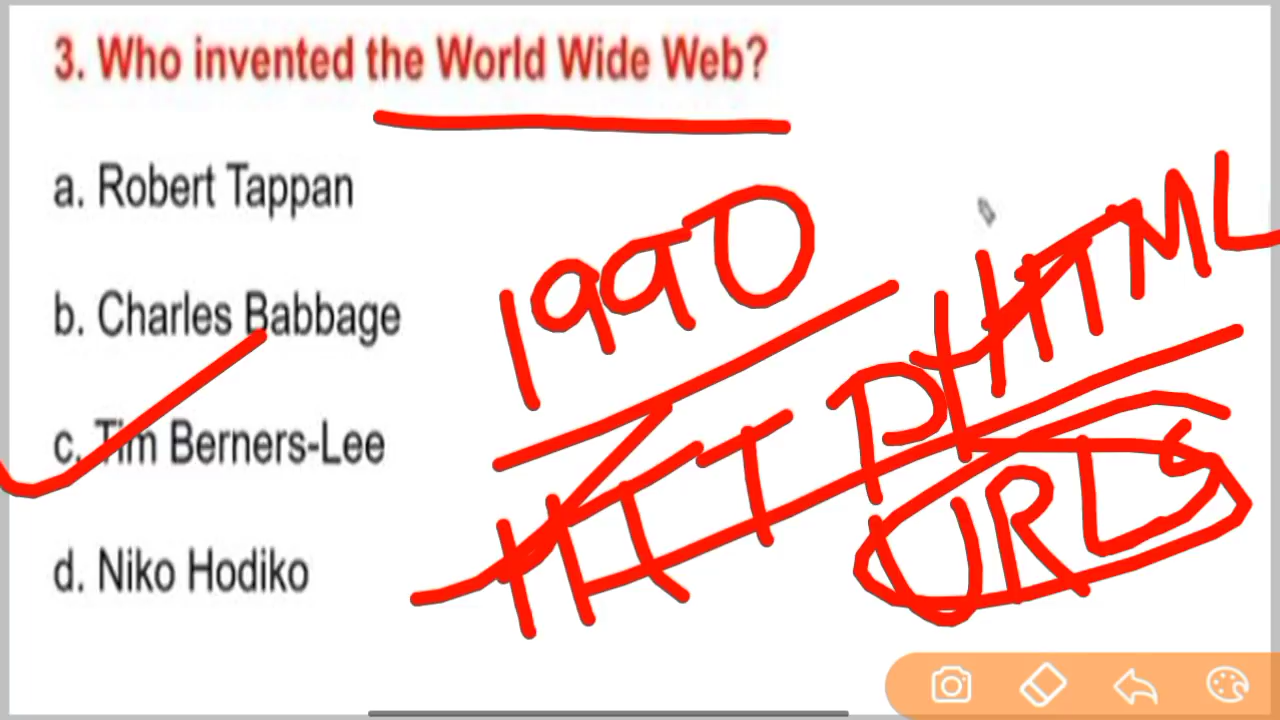 3. Who invented the World Wide Web?
a. Robert Tappan
b. Charles Babbage
c. Tim Berners-Lee
d. Niko Hodiko
1990
HTTP
HTML
URLs